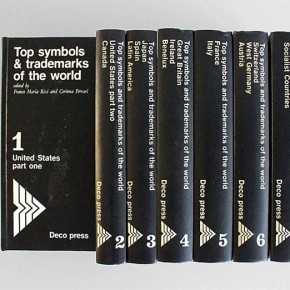 Top symbols
& trademarks
of the world
edited by
Franco Maria Ricci and Corinna Ferrari
1
United States
part one
Deco press
Top symbols and trademarks of the world
United States part two
Canada
Deco press
2
Top symbols and trademarks of the world
Japan
Spain
Latin America
Deco press
3
Top symbols and trademarks of the world
Great Britain
Ireland
Benelux
Deco press
4
Top symbols and trademarks of the world
France
Italy
Deco press
5
Top symbols and trademarks of the world
Switzerland
West Germany
Austria
Deco press
6
Socialist Countries